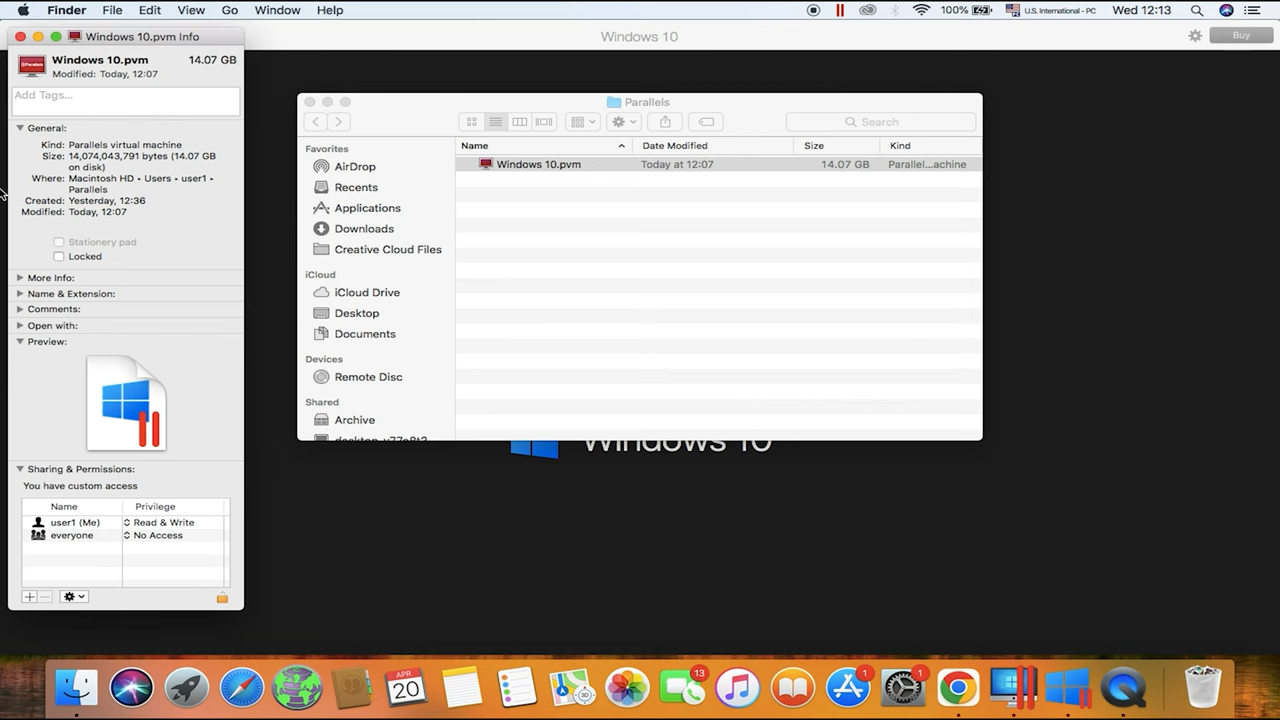 Finder File Edit View Go Window Help 100% U.S. International - PC Wed 12:13
Windows 10.pvm Info
Windows 10 Buy
Windows 10.pvm 14.07 GB
Modified: Today, 12:07
Add Tags...
General:
Kind: Parallels virtual machine
Size: 14,074,043,791 bytes (14.07 GB
on disk)
Where: Macintosh HD ▸ Users ▸ user1 ▸
Parallels
Created: Yesterday, 12:36
Modified: Today, 12:07
Stationery pad
Locked
More Info:
Name & Extension:
Comments:
Open with:
Preview:
Sharing & Permissions:
You have custom access
Name Privilege
user1 (Me) Read & Write
everyone No Access
Parallels
Search
Favorites
AirDrop
Recents
Applications
Downloads
Creative Cloud Files
iCloud
iCloud Drive
Desktop
Documents
Devices
Remote Disc
Shared
Archive
Name Date Modified Size Kind
Windows 10.pvm Today at 12:07 14.07 GB Parallel...achine
Windows 10
Parallels
APR
20
3D
13
1
1